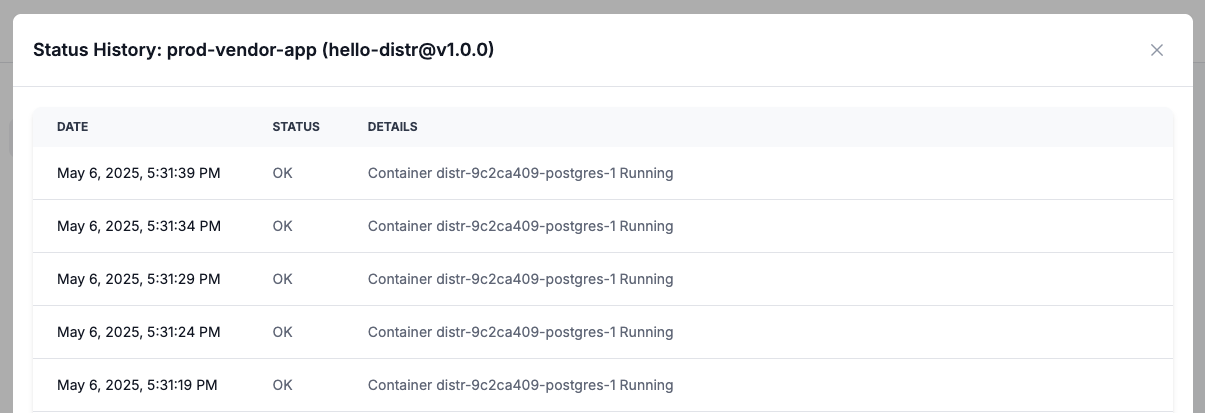 Status History: prod-vendor-app (hello-distr@v1.0.0)
DATE STATUS DETAILS
May 6, 2025, 5:31:39 PM OK Container distr-9c2ca409-postgres-1 Running
May 6, 2025, 5:31:34 PM OK Container distr-9c2ca409-postgres-1 Running
May 6, 2025, 5:31:29 PM OK Container distr-9c2ca409-postgres-1 Running
May 6, 2025, 5:31:24 PM OK Container distr-9c2ca409-postgres-1 Running
May 6, 2025, 5:31:19 PM OK Container distr-9c2ca409-postgres-1 Running